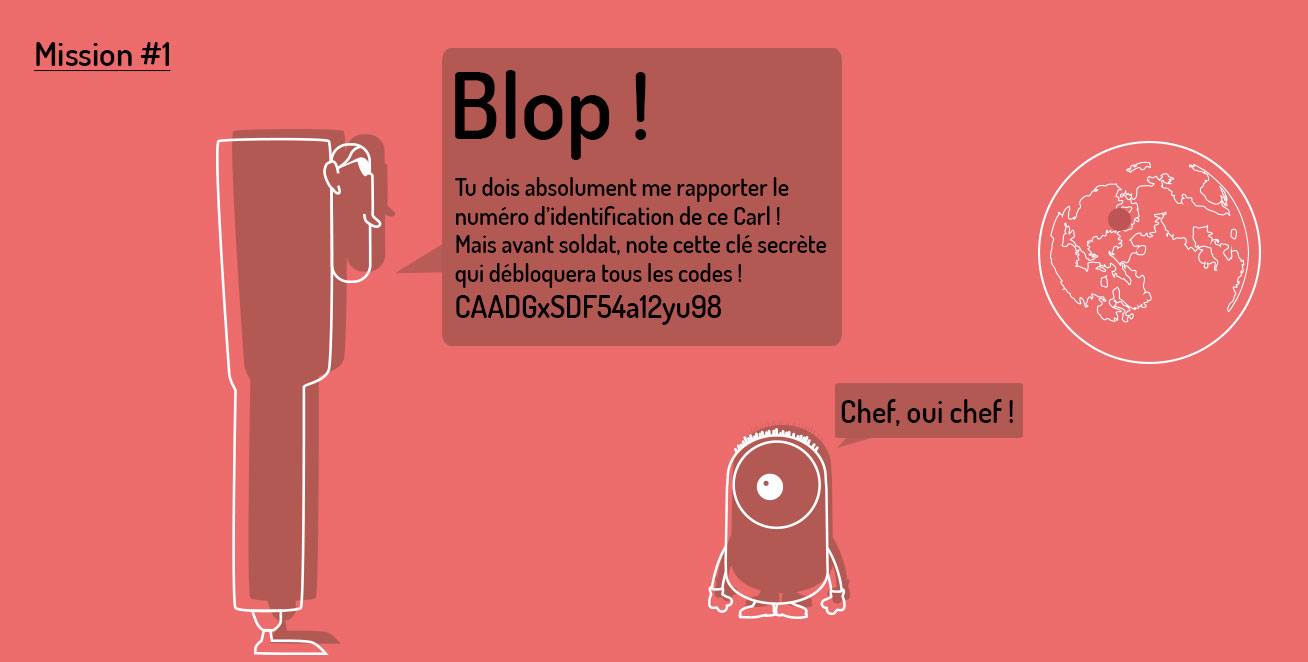 Mission #1
Blop !
Tu dois absolument me rapporter le
numéro d'identification de ce Carl !
Mais avant soldat, note cette clé secrète
qui débloquera tous les codes !
CAADGxSDF54a12yu98
Chef, oui chef !